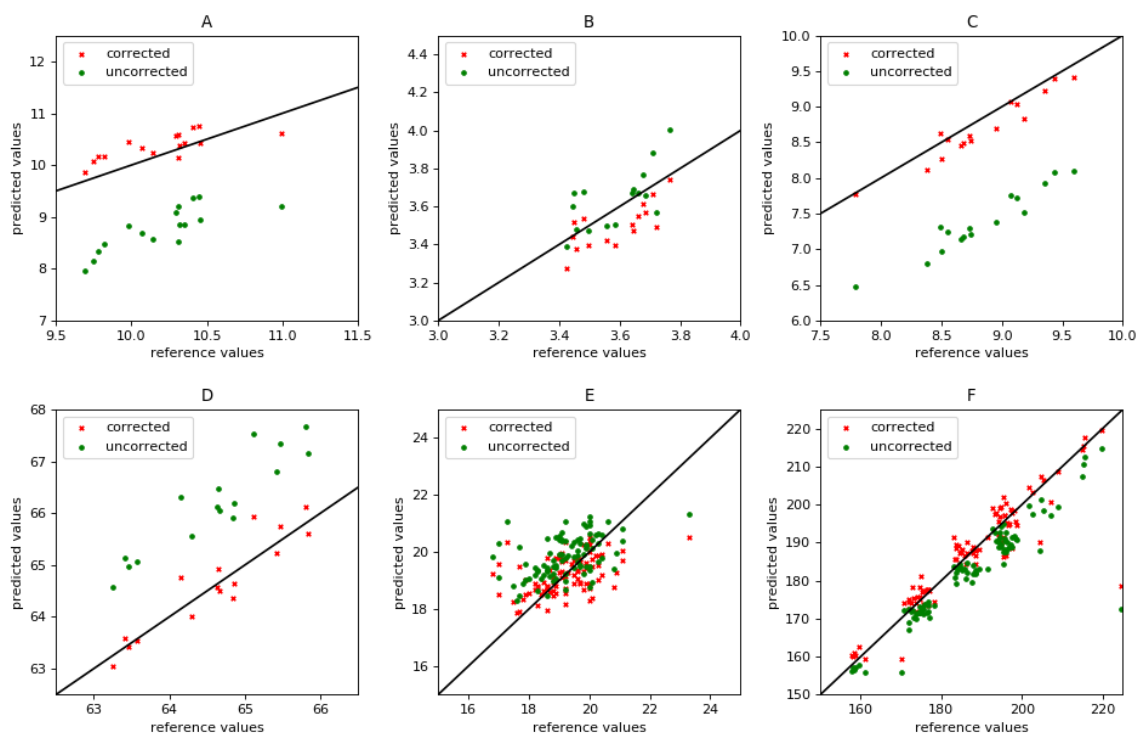 A
corrected
uncorrected
predicted values
12
11
10
9
8
7
9.5
10.0
10.5
11.0
11.5
reference values
B
corrected
uncorrected
predicted values
4.4
4.2
4.0
3.8
3.6
3.4
3.2
3.0
3.0
3.2
3.4
3.6
3.8
4.0
reference values
C
corrected
uncorrected
predicted values
10.0
9.5
9.0
8.5
8.0
7.5
7.0
6.5
6.0
7.5
8.0
8.5
9.0
9.5
10.0
reference values
D
corrected
uncorrected
predicted values
68
67
66
65
64
63
63
64
65
66
reference values
E
corrected
uncorrected
predicted values
24
22
20
18
16
16
18
20
22
24
reference values
F
corrected
uncorrected
predicted values
220
210
200
190
180
170
160
150
160
180
200
220
reference values